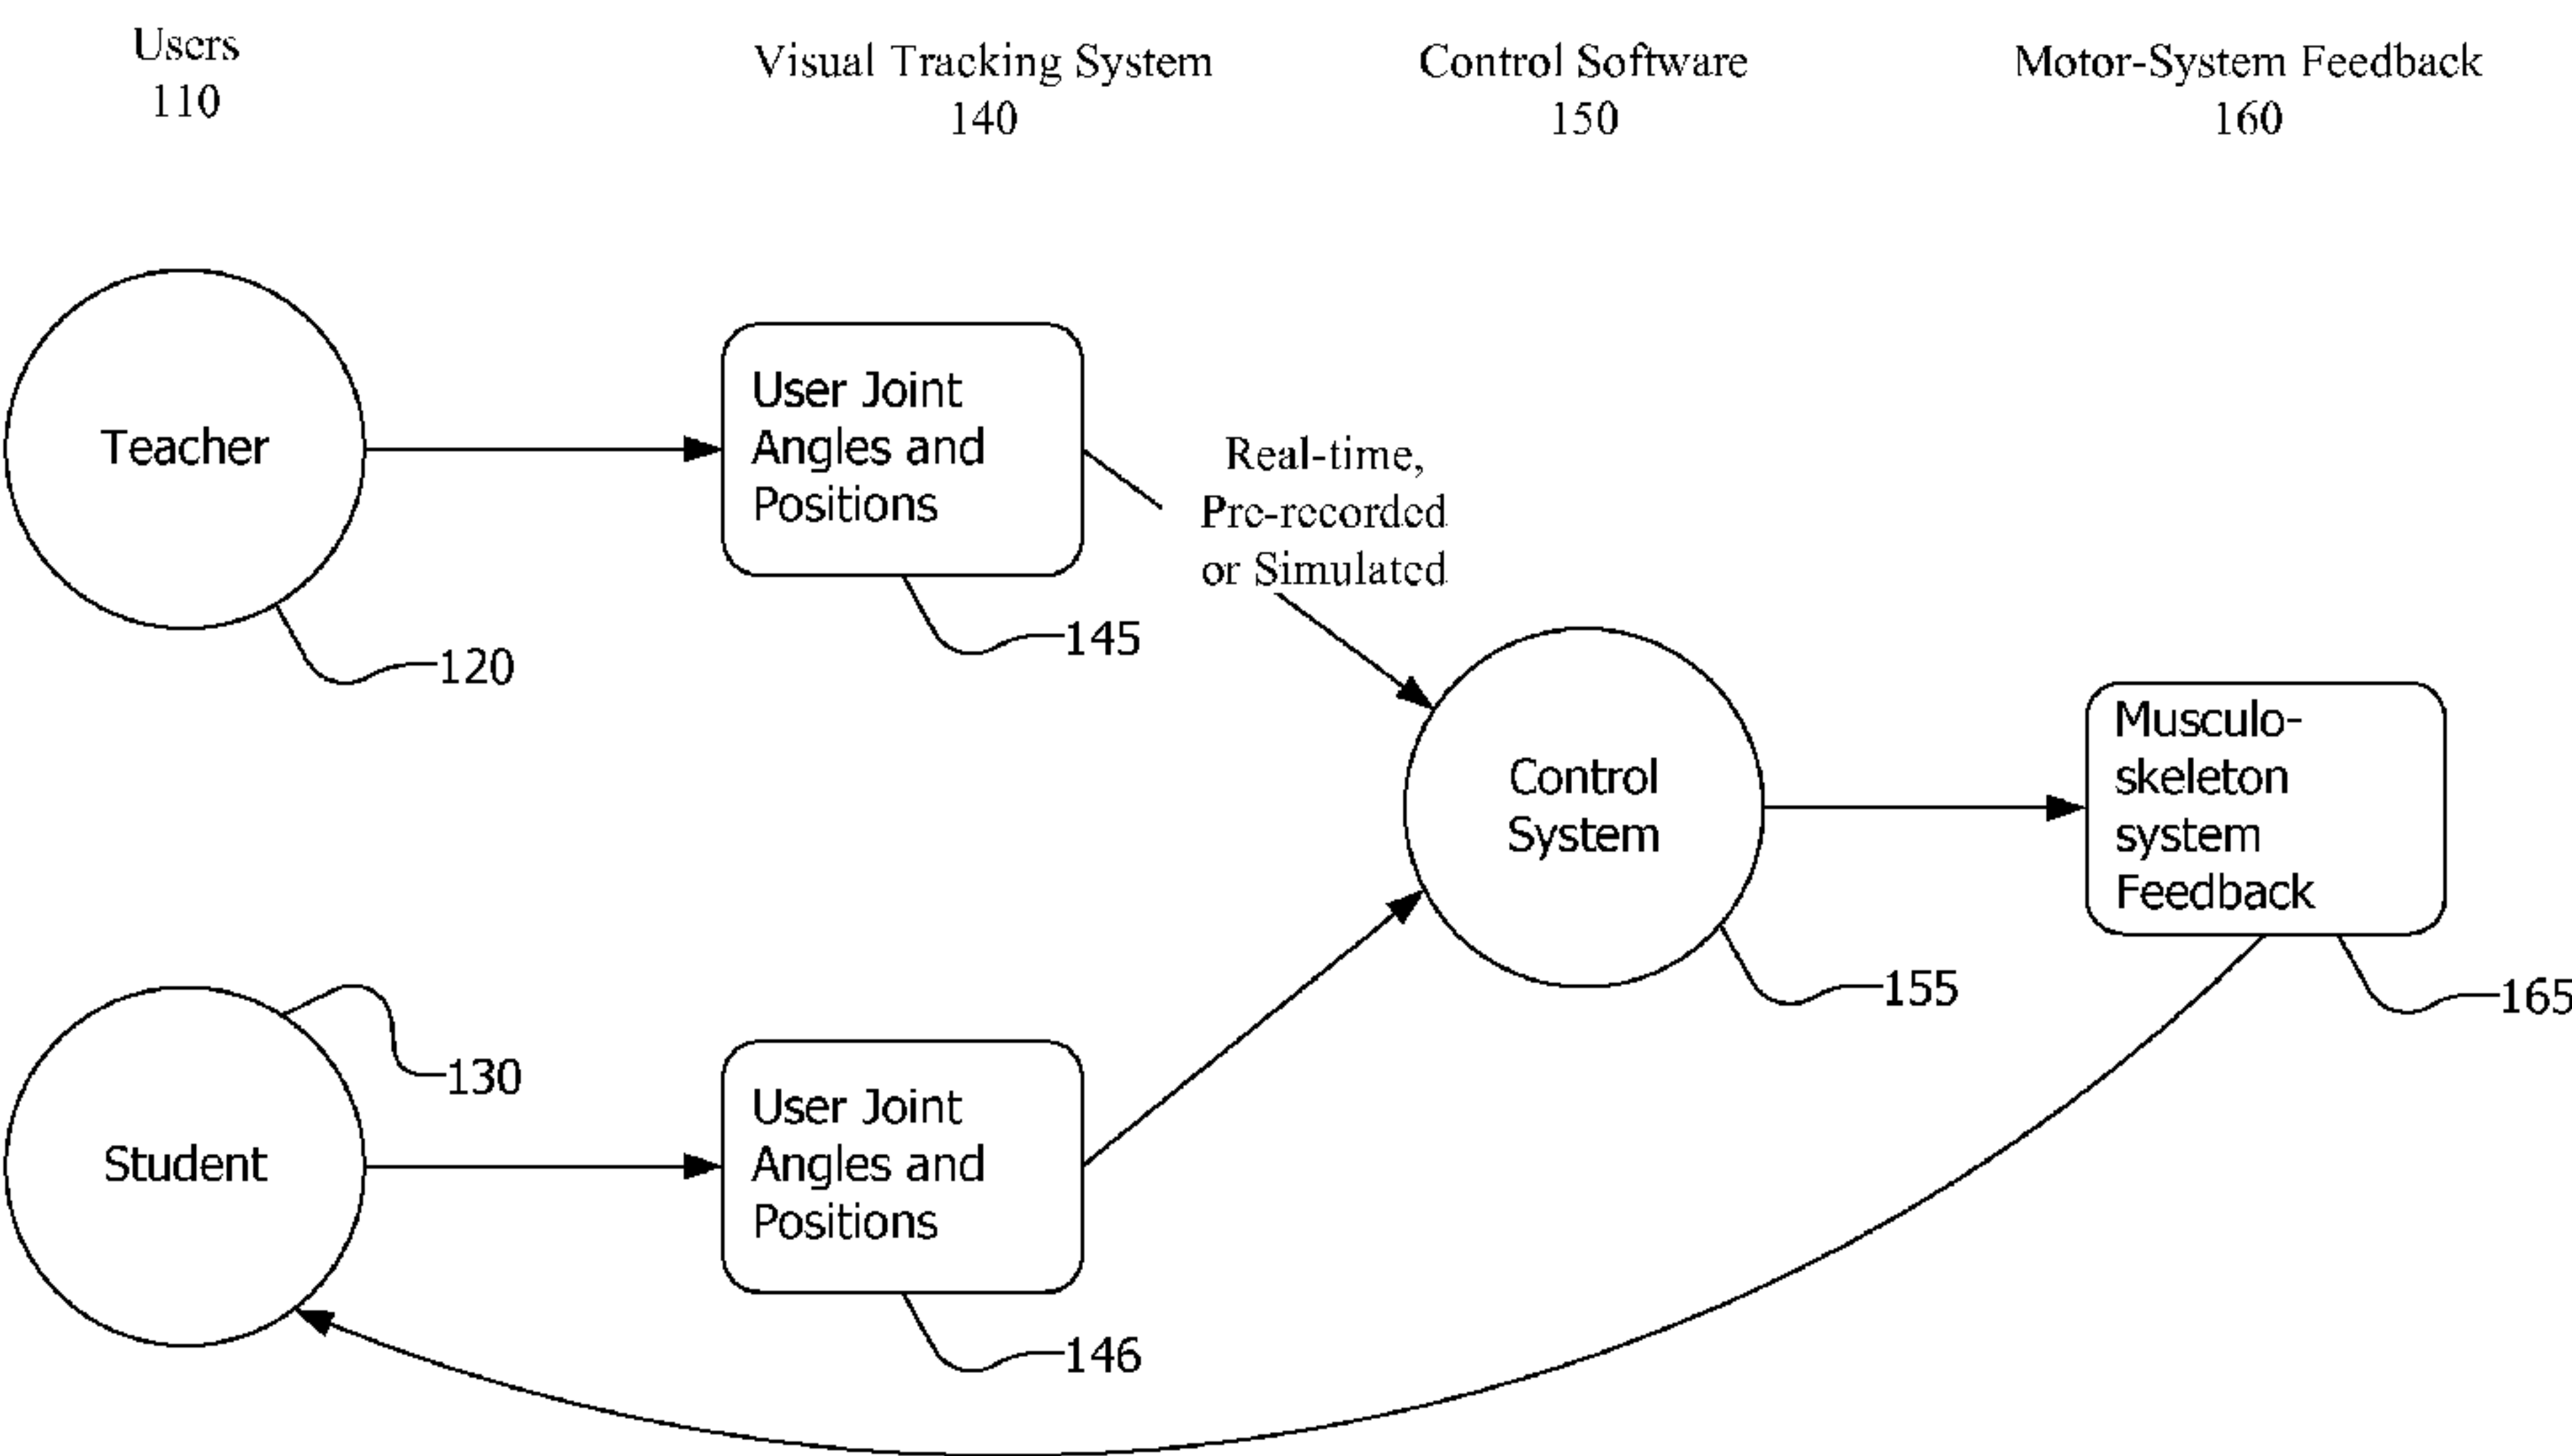 Users
110
Visual Tracking System
140
Control Software
150
Motor-System Feedback
160
Teacher
120
User Joint
Angles and
Positions
145
Real-time,
Pre-recorded
or Simulated
Control
System
155
Musculo-
skeleton
system
Feedback
165
Student
130
User Joint
Angles and
Positions
146